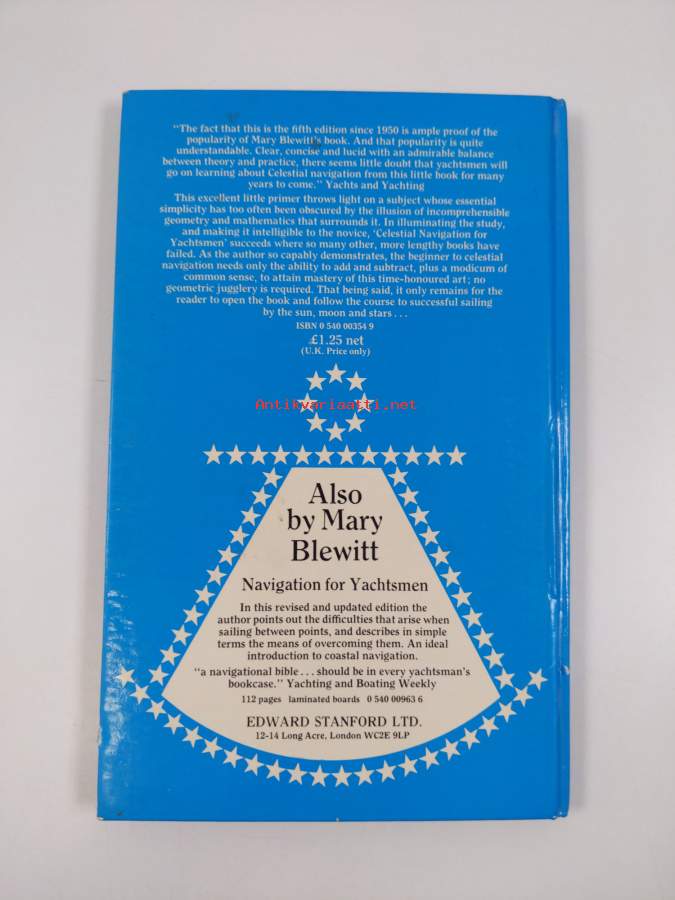 "The fact that this is the fifth edition since 1950 is ample proof of the
popularity of Mary Blewitt's book. And that popularity is quite
understandable. Clear, concise and lucid with an admirable balance
between theory and practice, there seems little doubt that yachtsmen will
go on learning about Celestial navigation from this little book for many
years to come." Yachts and Yachting
This excellent little primer throws light on a subject whose essential
simplicity has too often been obscured by the illusion of incomprehensible
geometry and mathematics that surrounds it. In illuminating the study,
and making it intelligible to the novice, 'Celestial Navigation for
Yachtsmen' succeeds where so many other, more lengthy books have
failed. As the author so capably demonstrates, the beginner to celestial
navigation needs only the ability to add and subtract, plus a modicum of
common sense, to attain mastery of this time-honoured art; no
geometric jugglery is required. That being said, it only remains for the
reader to open the book and follow the course to successful sailing
by the sun, moon and stars ...
ISBN 0 540 00354 9
£1.25 net
(U.K. Price only)
Antikvariaatti.net
Also
by Mary
Blewitt
Navigation for Yachtsmen
In this revised and updated edition the
author points out the difficulties that arise when
sailing between points, and describes in simple
terms the means of overcoming them. An ideal
introduction to coastal navigation.
"a navigational bible ... should be in every yachtsman's
bookcase." Yachting and Boating Weekly
112 pages laminated boards 0 540 00963 6
EDWARD STANFORD LTD.
12-14 Long Acre, London WC2E 9LP